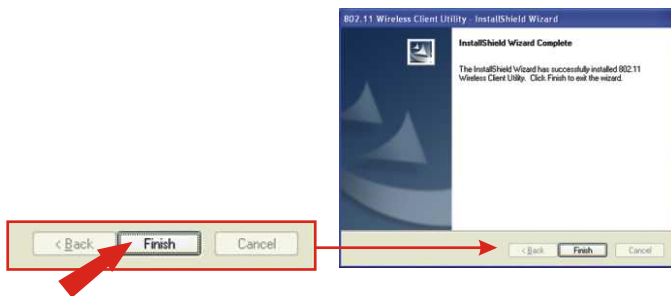 802.11 Wireless Client Utility - InstallShield Wizard
InstallShield Wizard Complete
The InstallShield Wizard has successfully installed 802.11
Wireless Client Utility. Click Finish to exit the wizard.
< Back Finish Cancel
< Back Finish Cancel